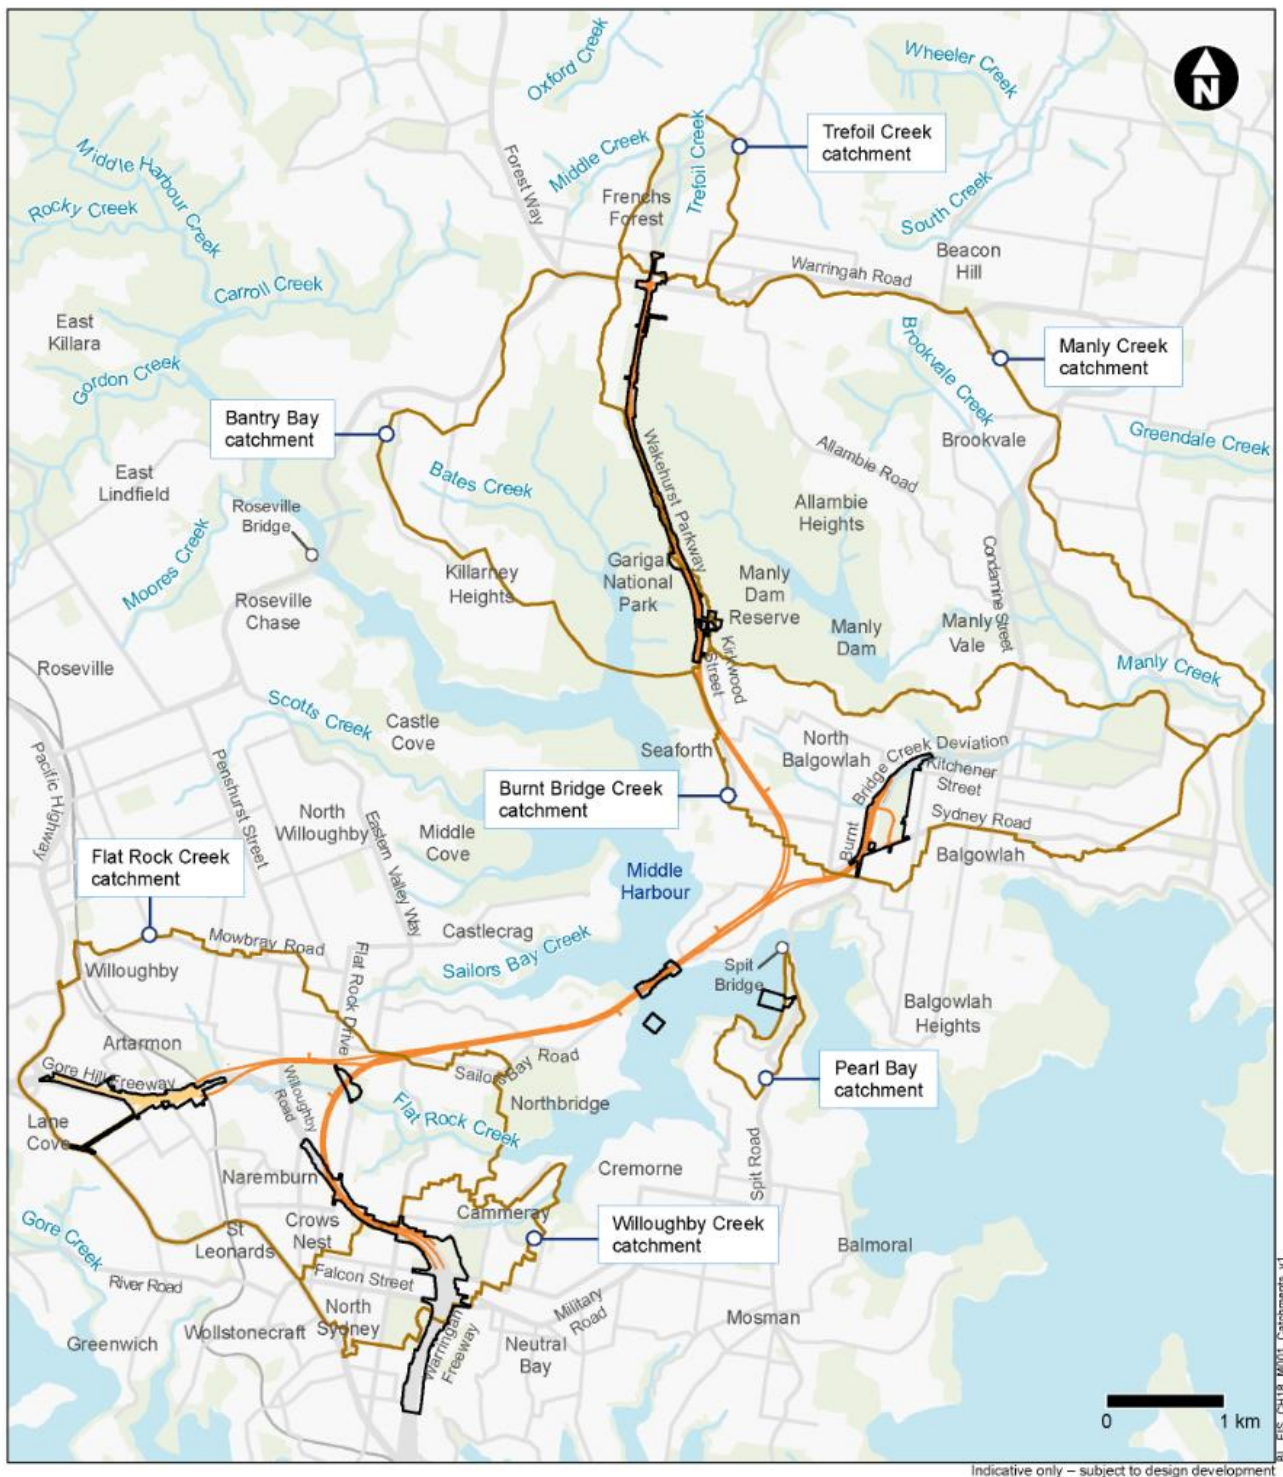 Oxford Creek
Wheeler Creek
N
Trefoil Creek
catchment
Middle Harbour Creek
Middle Creek
Trefoil Creek
Forest Way
Rocky Creek
Frenchs
Forest
South Creek
Beacon
Hill
Warringah Road
Carroll Creek
East
Killara
Gordon Creek
Brookvale Creek
Manly Creek
catchment
Bantry Bay
catchment
Wakehurst Parkway
Allambie Road
Brookvale
Greendale Creek
East
Lindfield
Bates Creek
Roseville
Bridge
Allambie
Heights
Moores Creek
Condamine Street
Killarney
Heights
Garigal
National
Park
Manly
Dam
Reserve
Roseville
Chase
Manly
Dam
Manly
Vale
Kirkwood
Street
Roseville
Manly Creek
Scotts Creek
Castle
Cove
Seaforth
North
Balgowlah
Burnt Bridge Creek Deviation
Kitchener
Street
Pacific Highway
Penshurst Street
Burnt Bridge Creek
catchment
North
Willoughby
Eastern Valley Way
Middle
Cove
Sydney Road
Balgowlah
Flat Rock Creek
catchment
Middle
Harbour
Mowbray Road
Castlecrag
Sailors Bay Creek
Flat Rock Drive
Willoughby
Spit
Bridge
Balgowlah
Heights
Artarmon
Gore Hill Freeway
Sailors Bay Road
Pearl Bay
catchment
Willoughby
Road
Northbridge
Flat Rock Creek
Lane
Cove
Spit Road
Naremburn
Cremorne
Cammeray
Willoughby Creek
catchment
Gore Creek
St
Leonards
Crows
Nest
Balmoral
River Road
Falcon Street
Military
Road
North
Sydney
Mosman
Greenwich
Wollstonecraft
Warringah
Freeway
Neutral
Bay
0 1 km
Indicative only – subject to design development